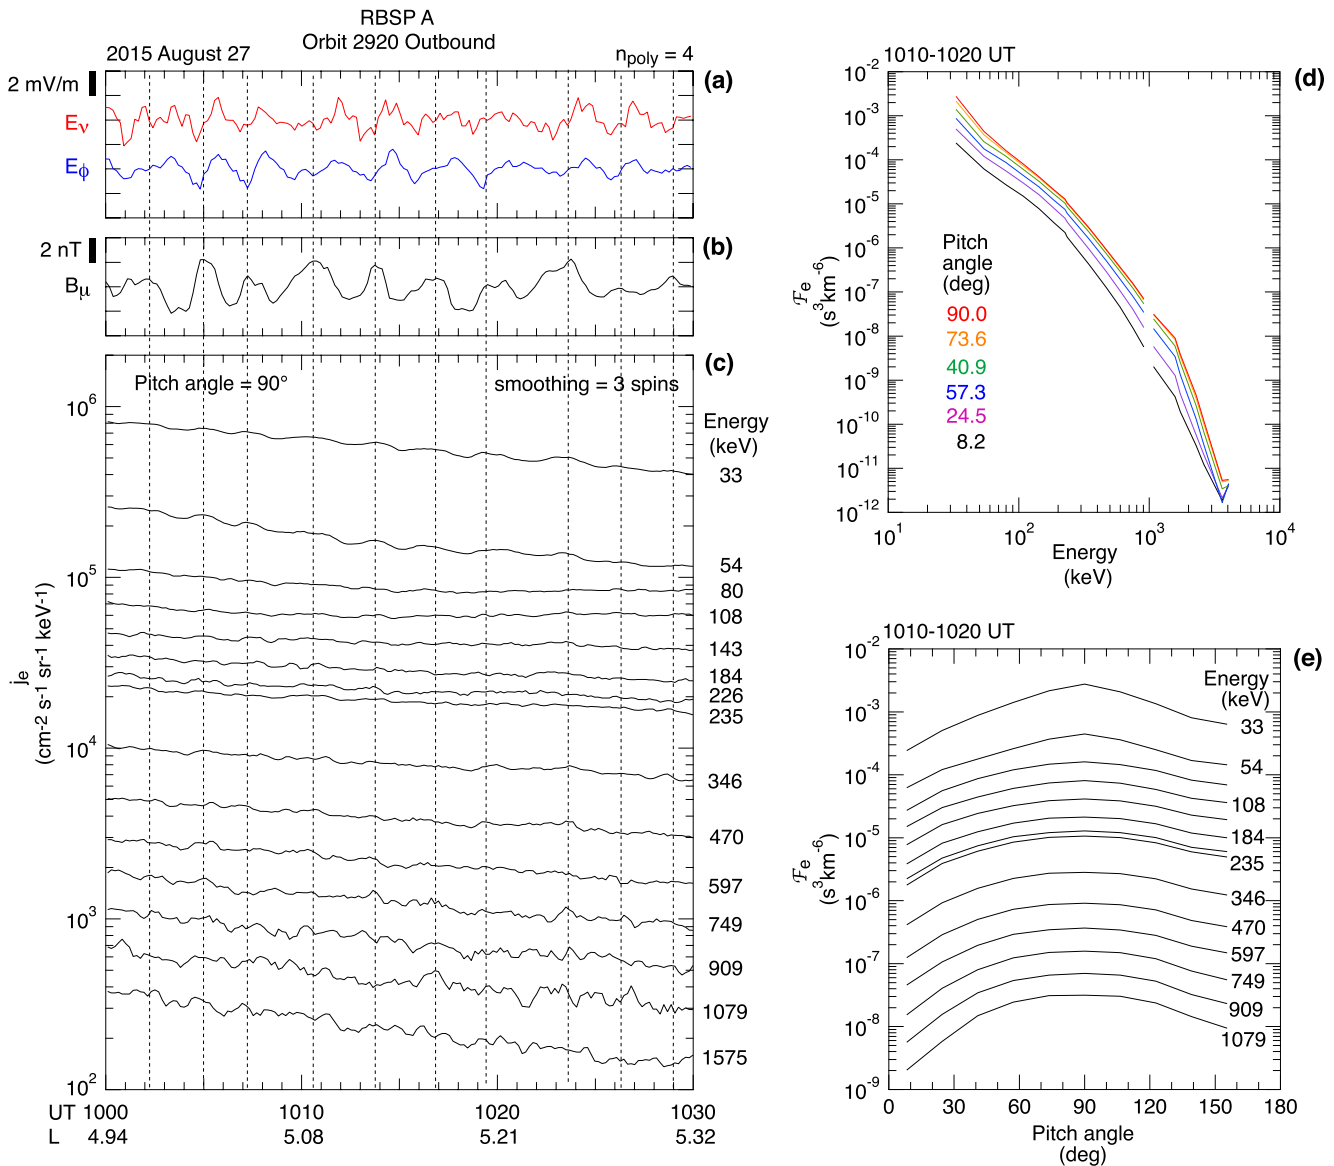 RBSP A
Orbit 2920 Outbound
2015 August 27
n_poly = 4
(a)
2 mV/m
Eν
Eϕ
(b)
2 nT
Bμ
(c)
Pitch angle = 90°
smoothing = 3 spins
10^6
10^5
10^4
10^3
10^2
je
(cm-2 s-1 sr-1 keV-1)
Energy
(keV)
33
54
80
108
143
184
226
235
346
470
597
749
909
1079
1575
UT 1000 1010 1020 1030
L 4.94 5.08 5.21 5.32
1010-1020 UT
(d)
10^-2
10^-3
10^-4
10^-5
10^-6
10^-7
10^-8
10^-9
10^-10
10^-11
10^-12
ℱe
(s^3km^-6)
Pitch
angle
(deg)
90.0
73.6
40.9
57.3
24.5
8.2
10^1 10^2 10^3 10^4
Energy
(keV)
1010-1020 UT
(e)
10^-2
10^-3
10^-4
10^-5
10^-6
10^-7
10^-8
10^-9
ℱe
(s^3km^-6)
Energy
(keV)
33
54
108
184
235
346
470
597
749
909
1079
0 30 60 90 120 150 180
Pitch angle
(deg)